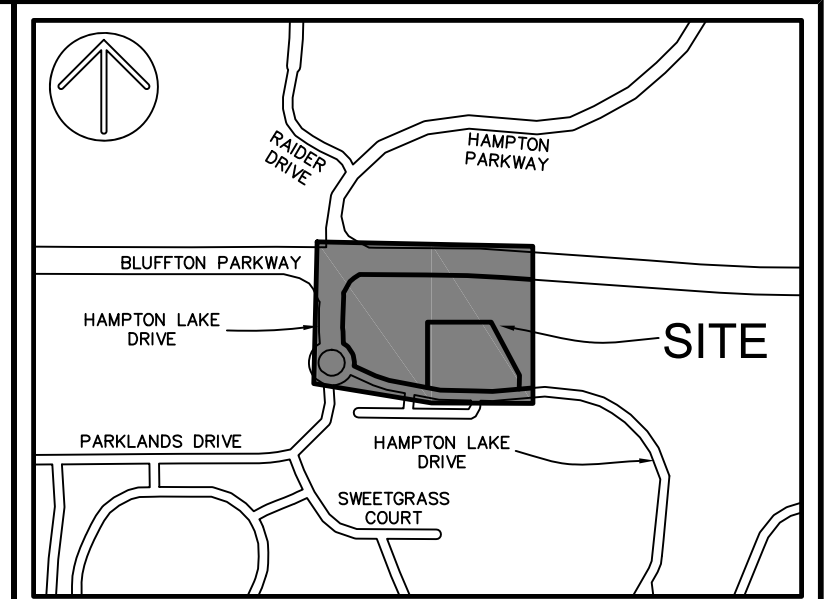 RAIDER
DRIVE
HAMPTON
PARKWAY
BLUFFTON PARKWAY
HAMPTON LAKE
DRIVE
SITE
PARKLANDS DRIVE
HAMPTON LAKE
DRIVE
SWEETGRASS
COURT